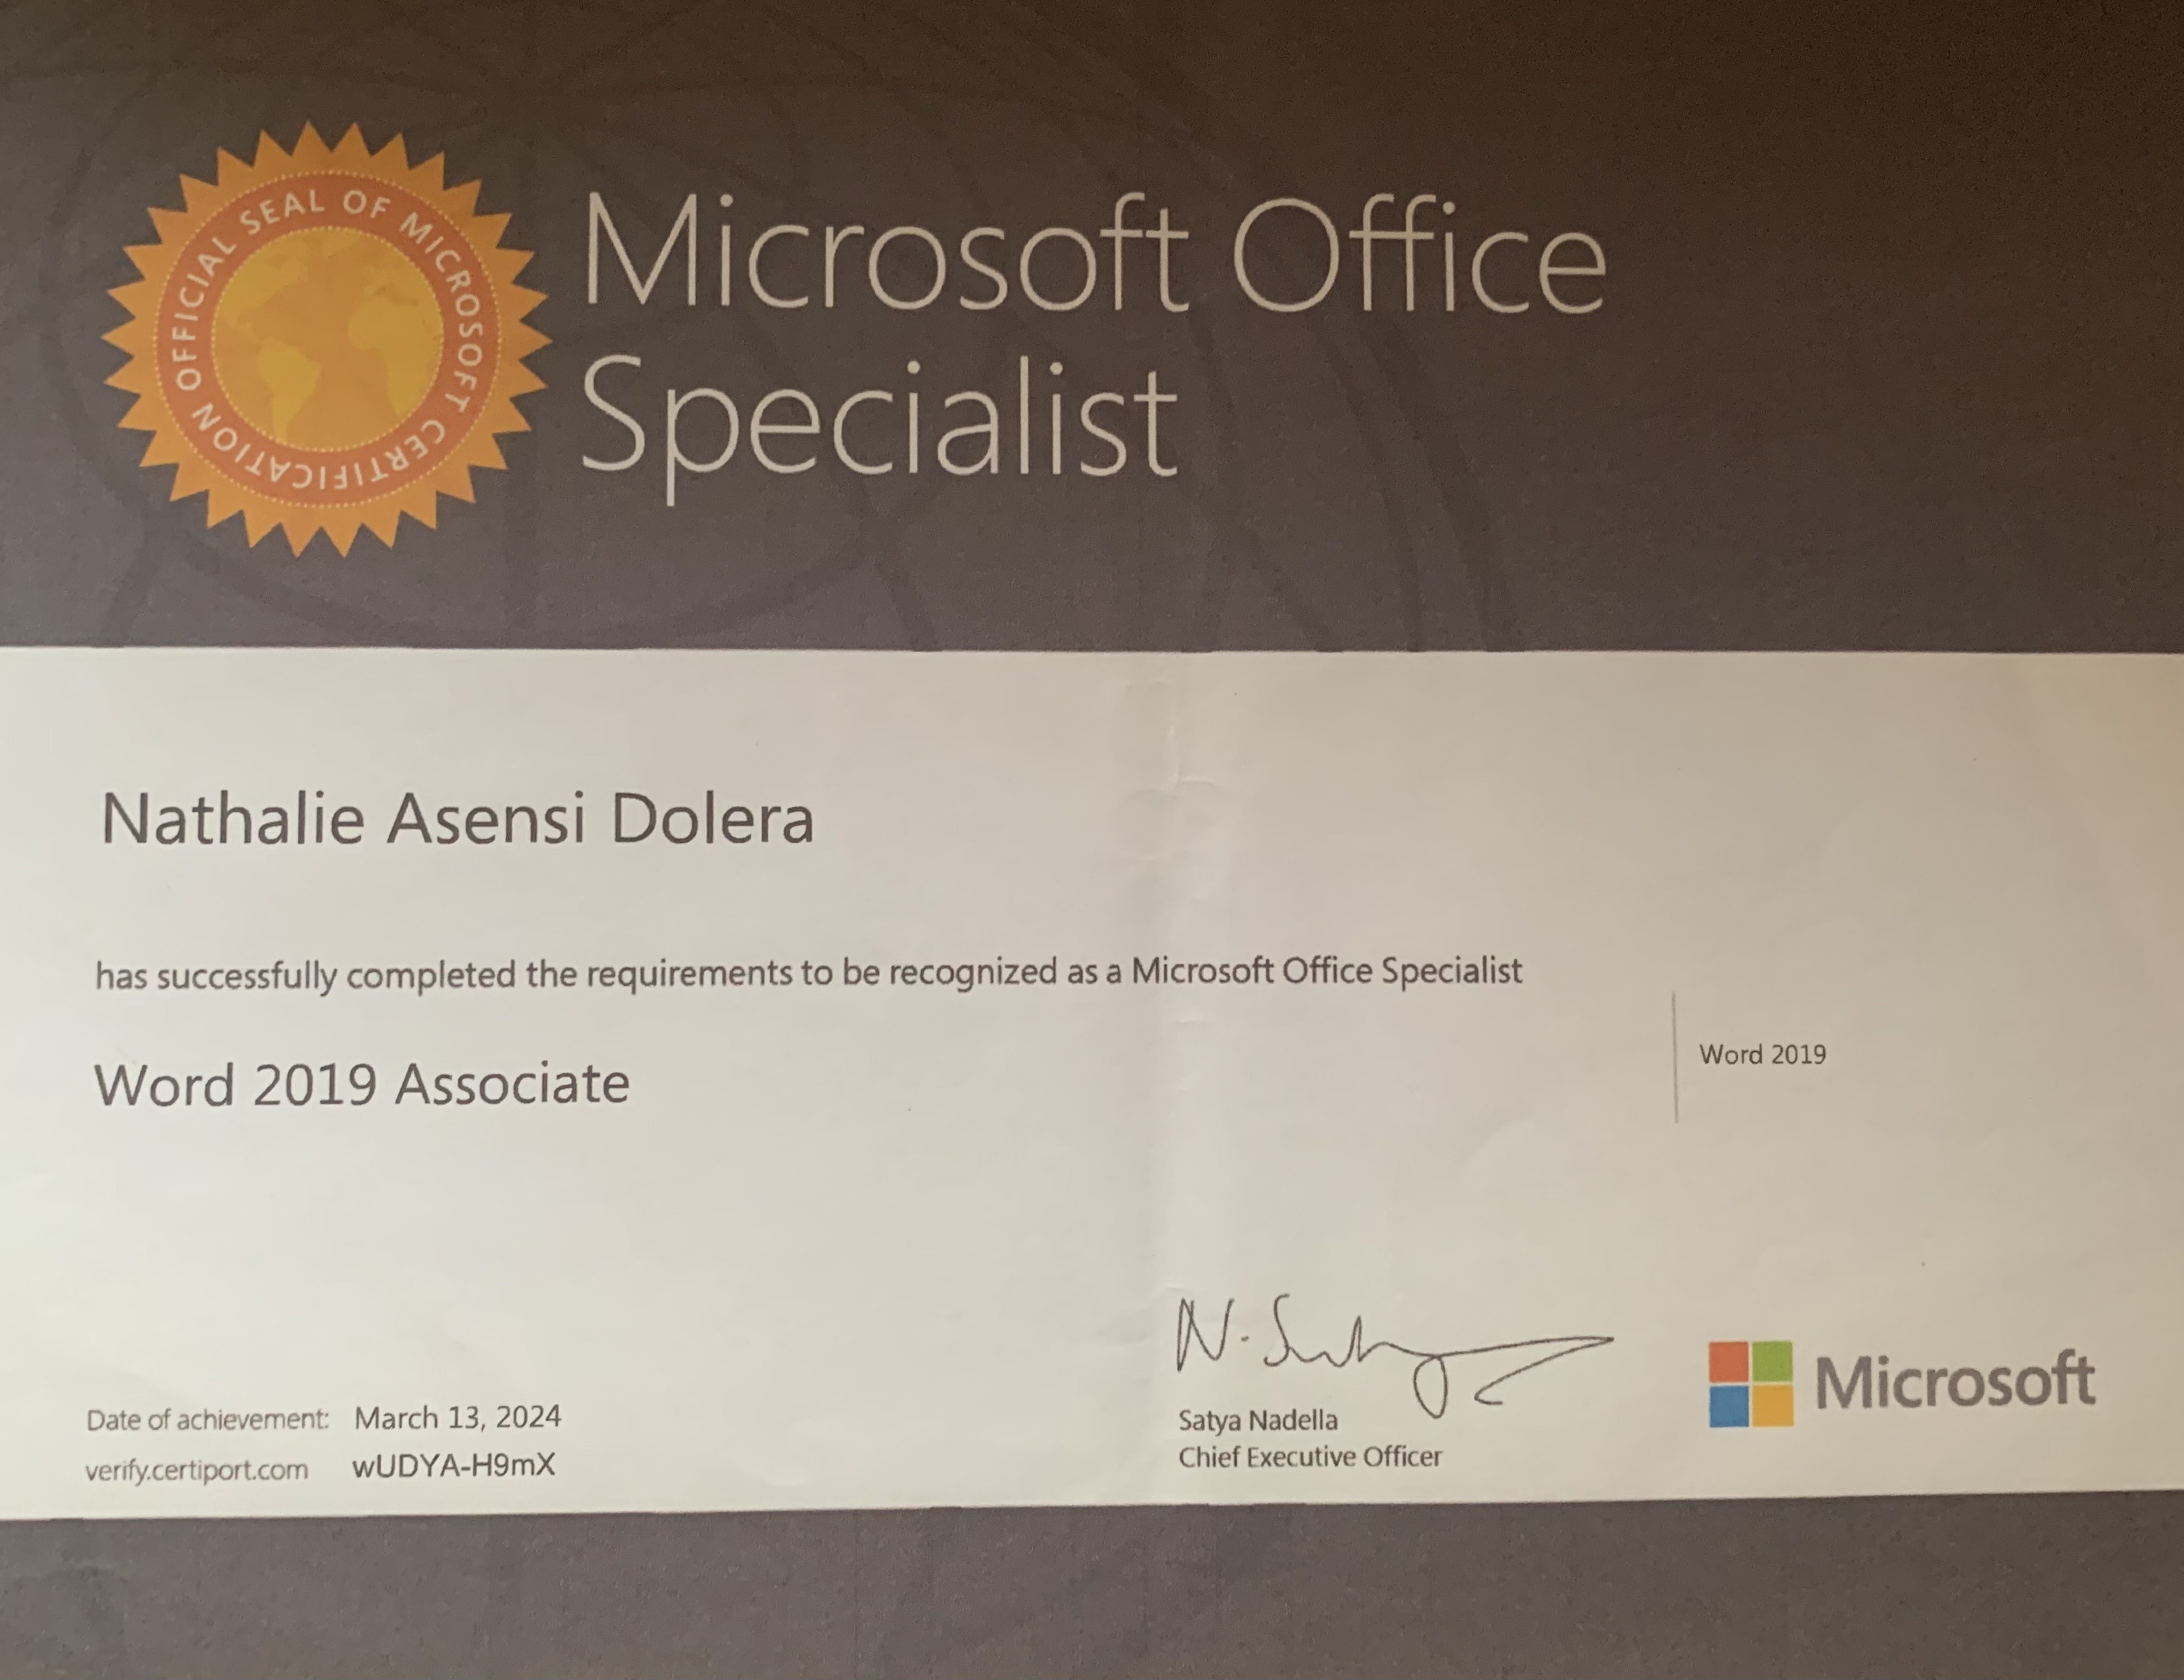 OFFICIAL SEAL OF MICROSOFT CERTIFICATION
Microsoft Office
Specialist
Nathalie Asensi Dolera
has successfully completed the requirements to be recognized as a Microsoft Office Specialist
Word 2019 Associate
Word 2019
N. Satya
Satya Nadella
Chief Executive Officer
Microsoft
Date of achievement: March 13, 2024
verify.certiport.com wUDYA-H9mX